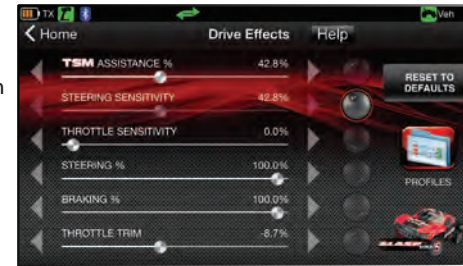 TX Veh
Home Drive Effects Help
TSM ASSISTANCE % 42.8%
STEERING SENSITIVITY 42.8%
THROTTLE SENSITIVITY 0.0%
STEERING % 100.0%
BRAKING % 100.0%
THROTTLE TRIM -8.7%
RESET TO
DEFAULTS
PROFILES
SLASH